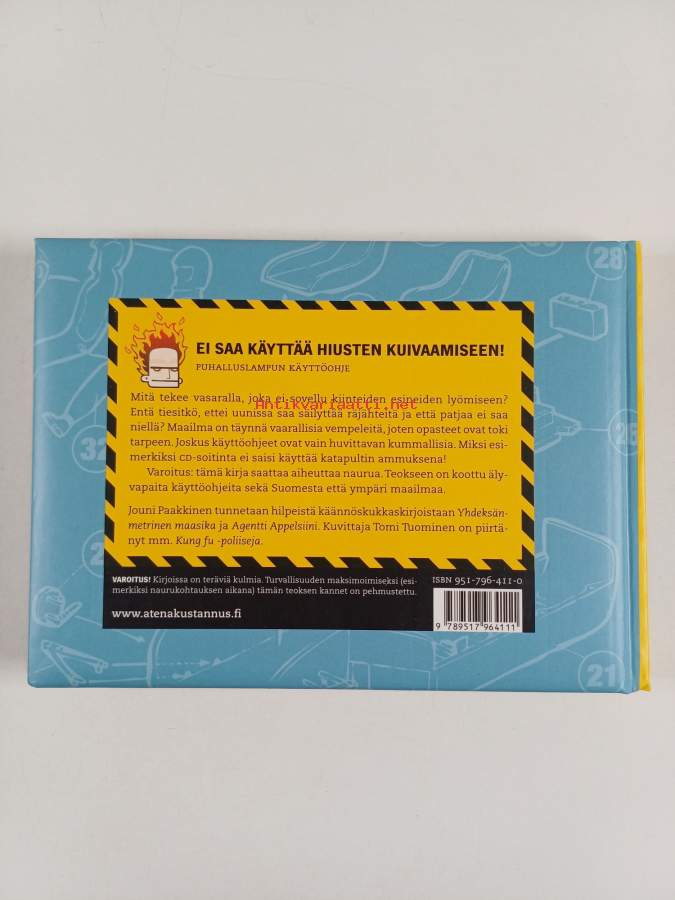 28
EI SAA KÄYTTÄÄ HIUSTEN KUIVAAMISEEN!
PUHALLUSLAMPUN KÄYTTÖOHJE
Mitä tekee vasaralla, joka ei sovellu kiinteiden esineiden lyömiseen?
Antikvariaatti.net
Entä tiesitkö, ettei uunissa saa säilyttää räjähteitä ja että patjaa ei saa
niellä? Maailma on täynnä vaarallisia vempeleitä, joten opasteet ovat toki
tarpeen. Joskus käyttöohjeet ovat vain huvittavan kummallisia. Miksi esi-
merkiksi cd-soitinta ei saisi käyttää katapultin ammuksena!
Varoitus: tämä kirja saattaa aiheuttaa naurua. Teokseen on koottu äly-
vapaita käyttöohjeita sekä Suomesta että ympäri maailmaa.
Jouni Paakkinen tunnetaan hilpeistä käännöskukkaskirjoistaan Yhdeksän-
metrinen maasika ja Agentti Appelsiini. Kuvittaja Tomi Tuominen on piirtä-
nyt mm. Kung fu -poliiseja.
32
26
VAROITUS! Kirjoissa on teräviä kulmia. Turvallisuuden maksimoimiseksi (esi-
merkiksi naurukohtauksen aikana) tämän teoksen kannet on pehmustettu.
www.atenakustannus.fi
ISBN 951-796-411-0
9 789517 964111
21